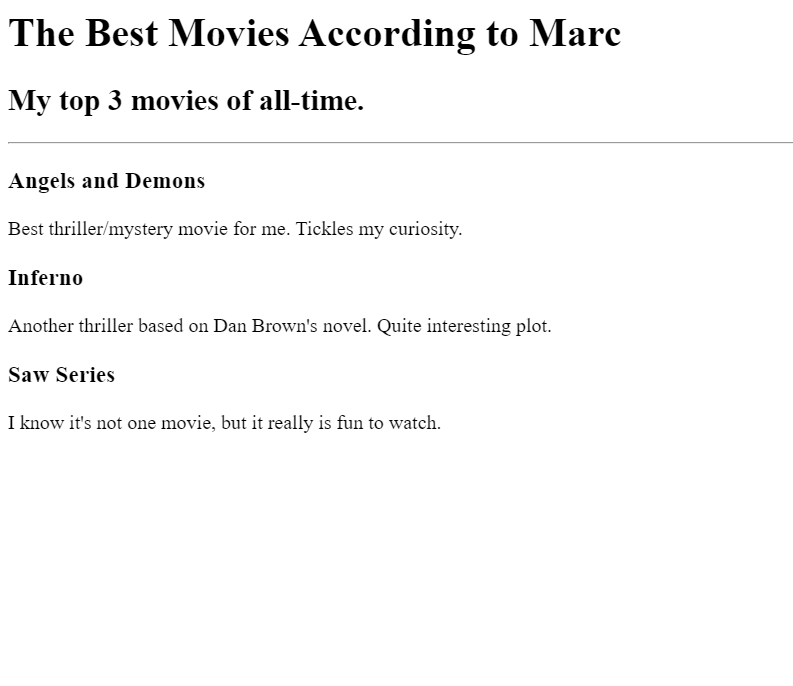 The Best Movies According to Marc
My top 3 movies of all-time.
Angels and Demons
Best thriller/mystery movie for me. Tickles my curiosity.
Inferno
Another thriller based on Dan Brown's novel. Quite interesting plot.
Saw Series
I know it's not one movie, but it really is fun to watch.